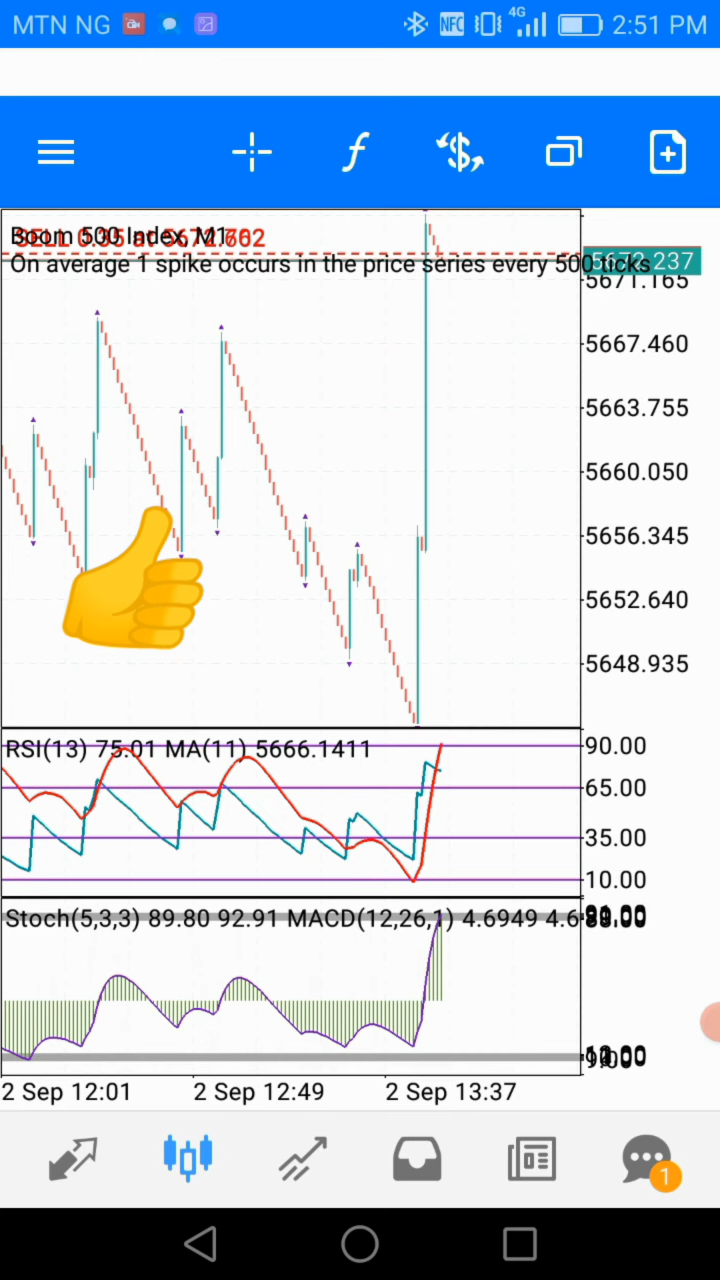 MTN NG NFC 4G 2:51 PM
Boom 500 Index, M1
On average 1 spike occurs in the price series every 500 ticks
5671.165
5667.460
5663.755
5660.050
5656.345
5652.640
5648.935
RSI(13) 75.01 MA(11) 5666.1411
90.00
65.00
35.00
10.00
Stoch(5,3,3) 89.80 92.91 MACD(12,26,1) 4.6949
2 Sep 12:01 2 Sep 12:49 2 Sep 13:37
1